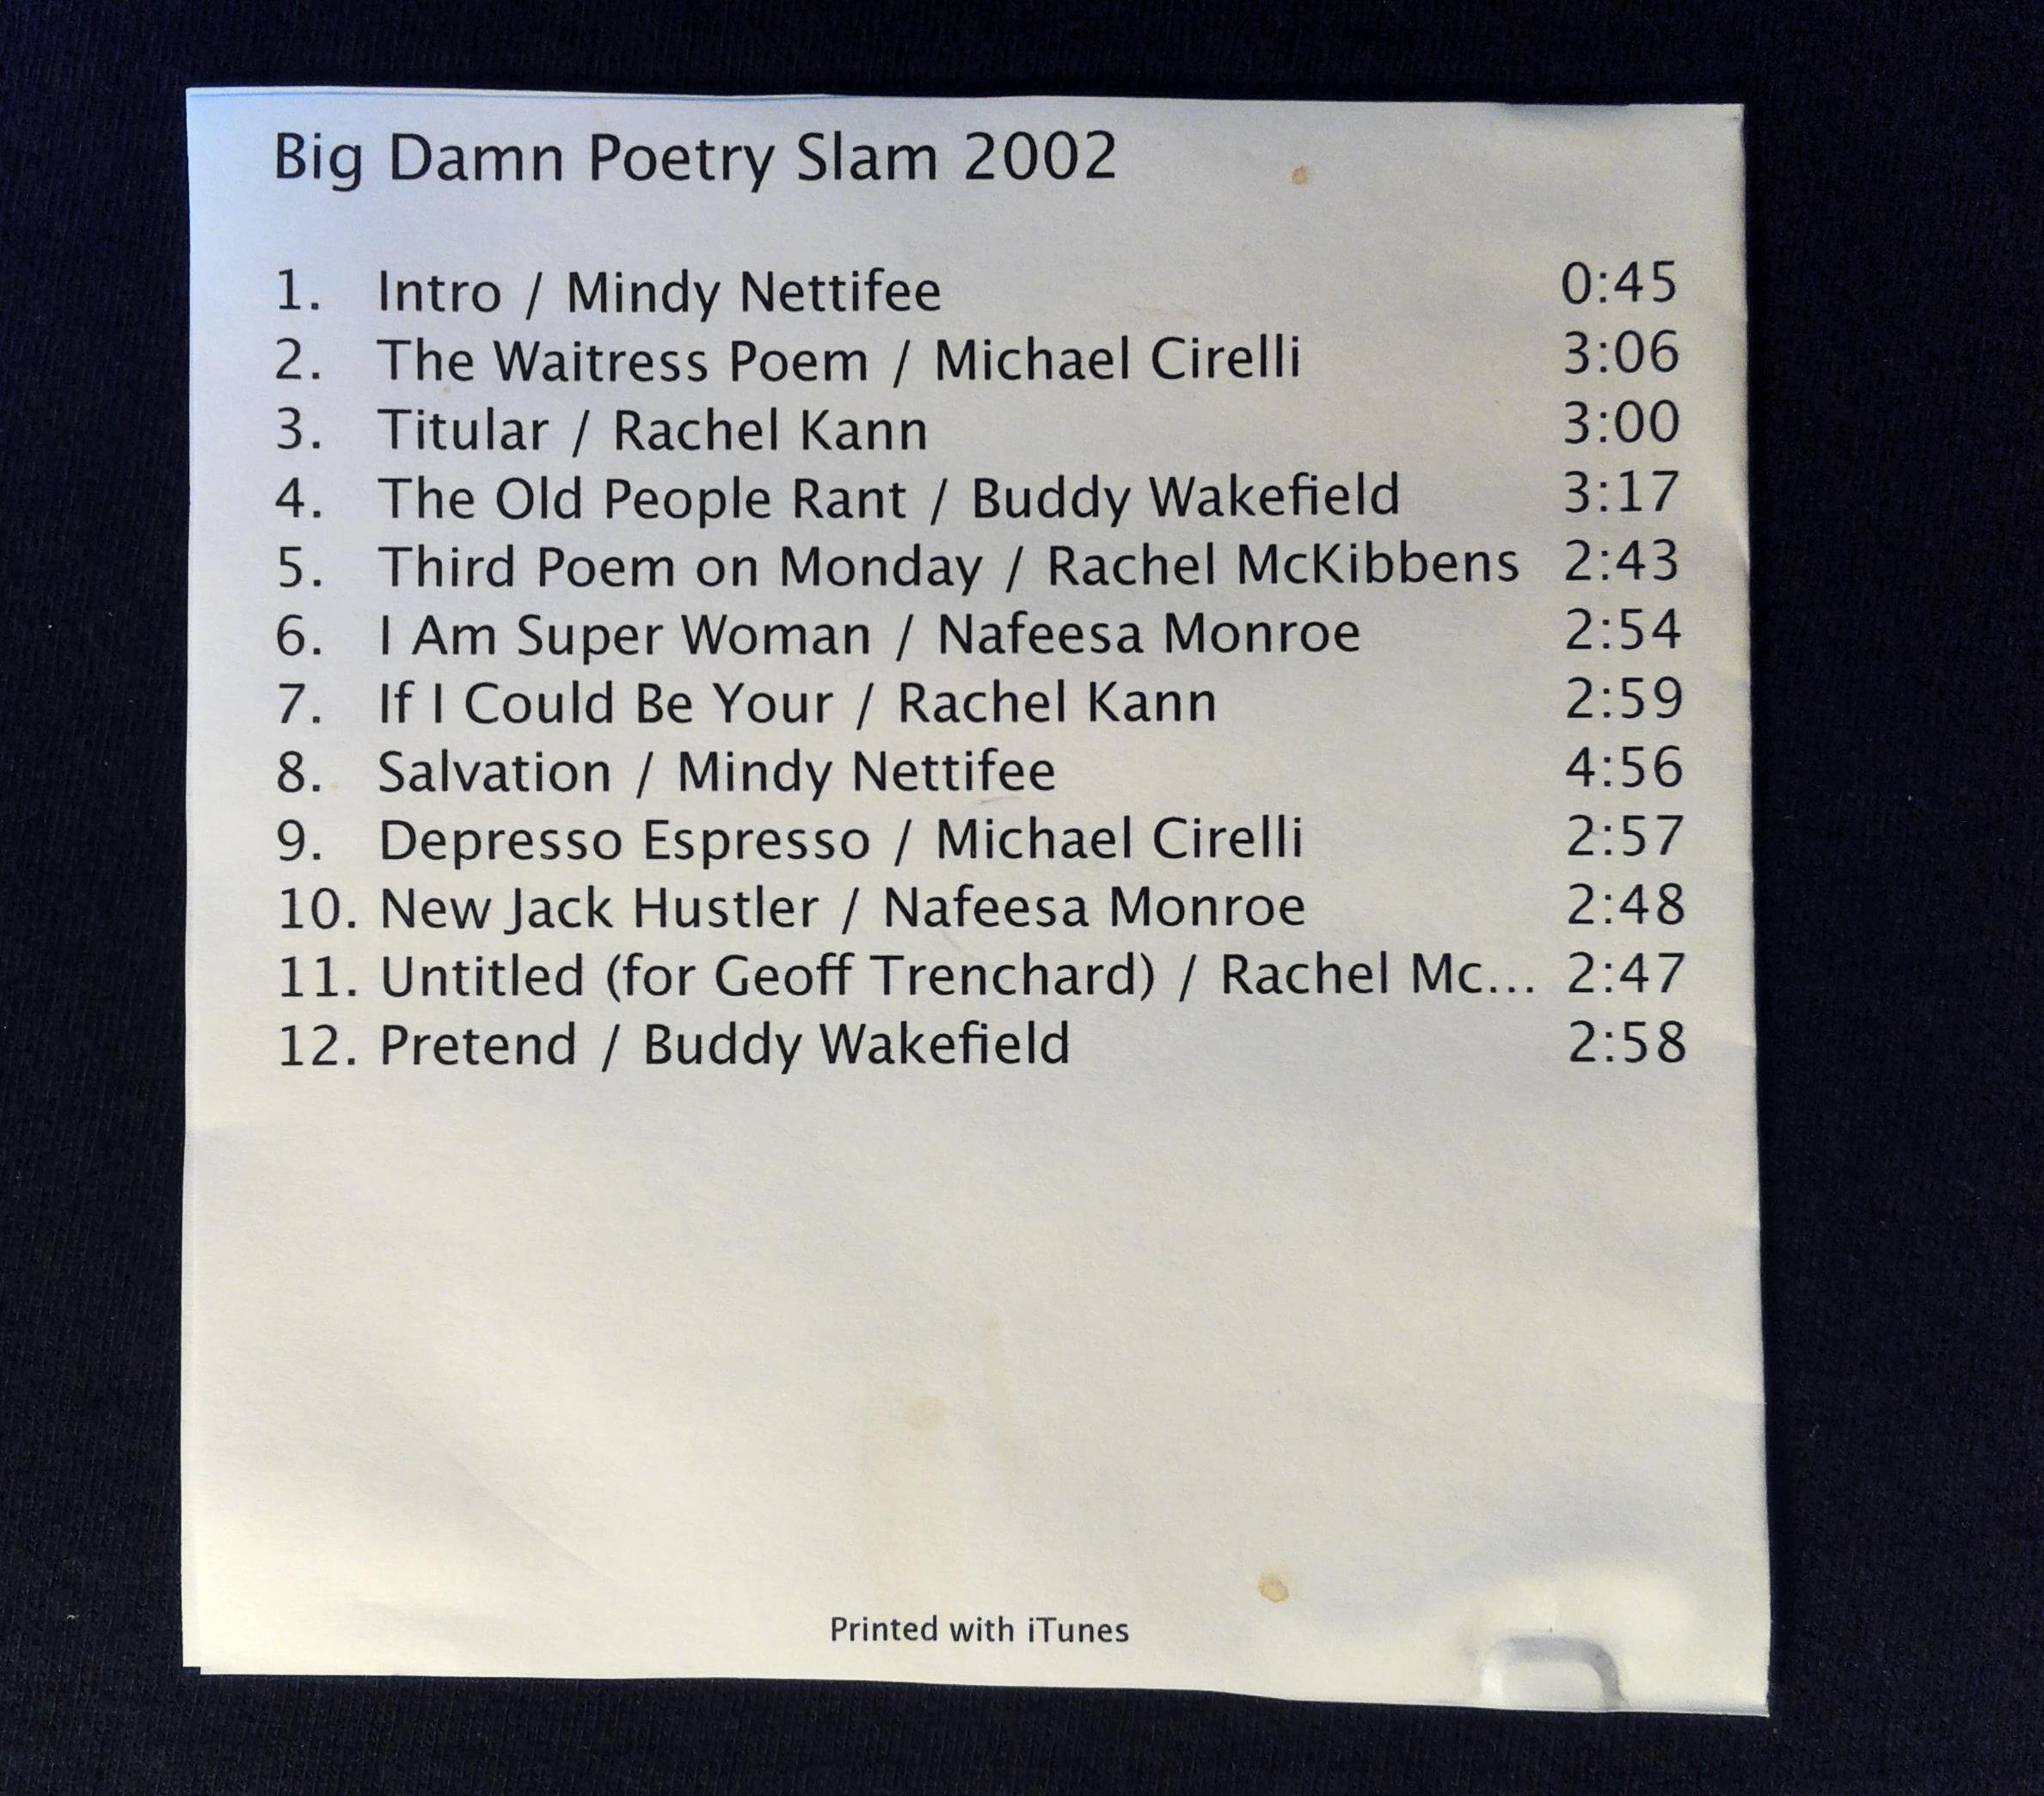 Big Damn Poetry Slam 2002
1. Intro / Mindy Nettifee 0:45
2. The Waitress Poem / Michael Cirelli 3:06
3. Titular / Rachel Kann 3:00
4. The Old People Rant / Buddy Wakefield 3:17
5. Third Poem on Monday / Rachel McKibbens 2:43
6. I Am Super Woman / Nafeesa Monroe 2:54
7. If I Could Be Your / Rachel Kann 2:59
8. Salvation / Mindy Nettifee 4:56
9. Depresso Espresso / Michael Cirelli 2:57
10. New Jack Hustler / Nafeesa Monroe 2:48
11. Untitled (for Geoff Trenchard) / Rachel Mc... 2:47
12. Pretend / Buddy Wakefield 2:58
Printed with iTunes